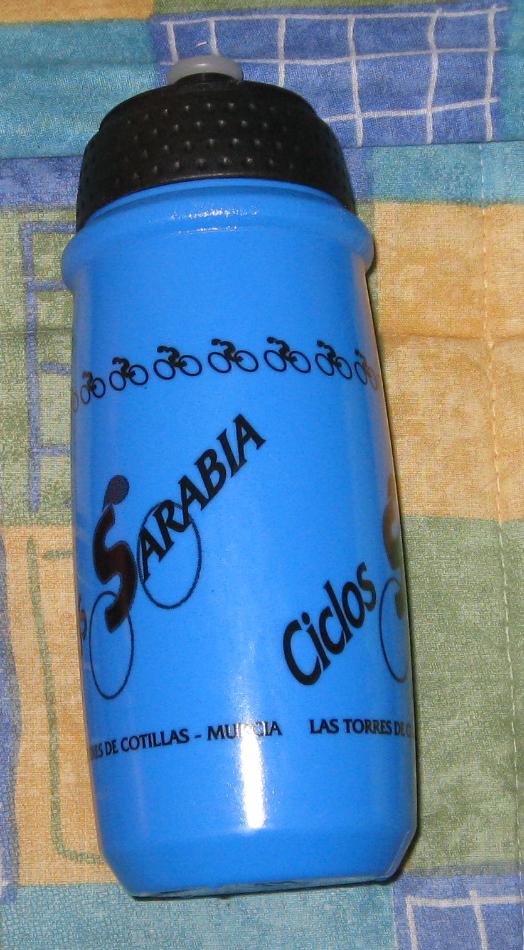 SARABIA
Ciclos
DE COTILLAS - MURCIA LAS TORRES DE